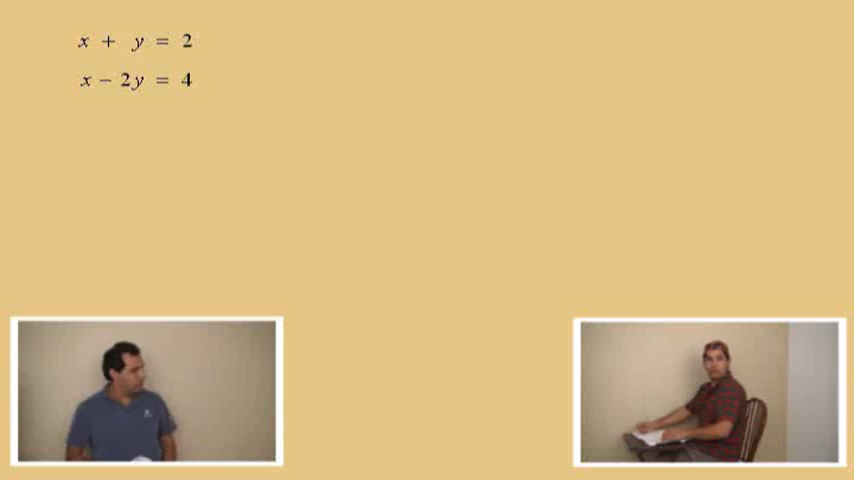 x + y = 2
x − 2y = 4